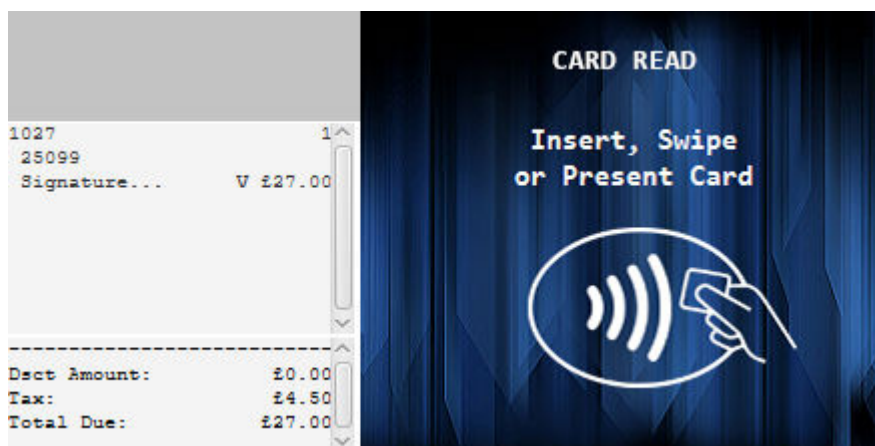 1027 1
25099
Signature... V £27.00
----------------------------
Dsct Amount: £0.00
Tax: £4.50
Total Due: £27.00
CARD READ
Insert, Swipe
or Present Card